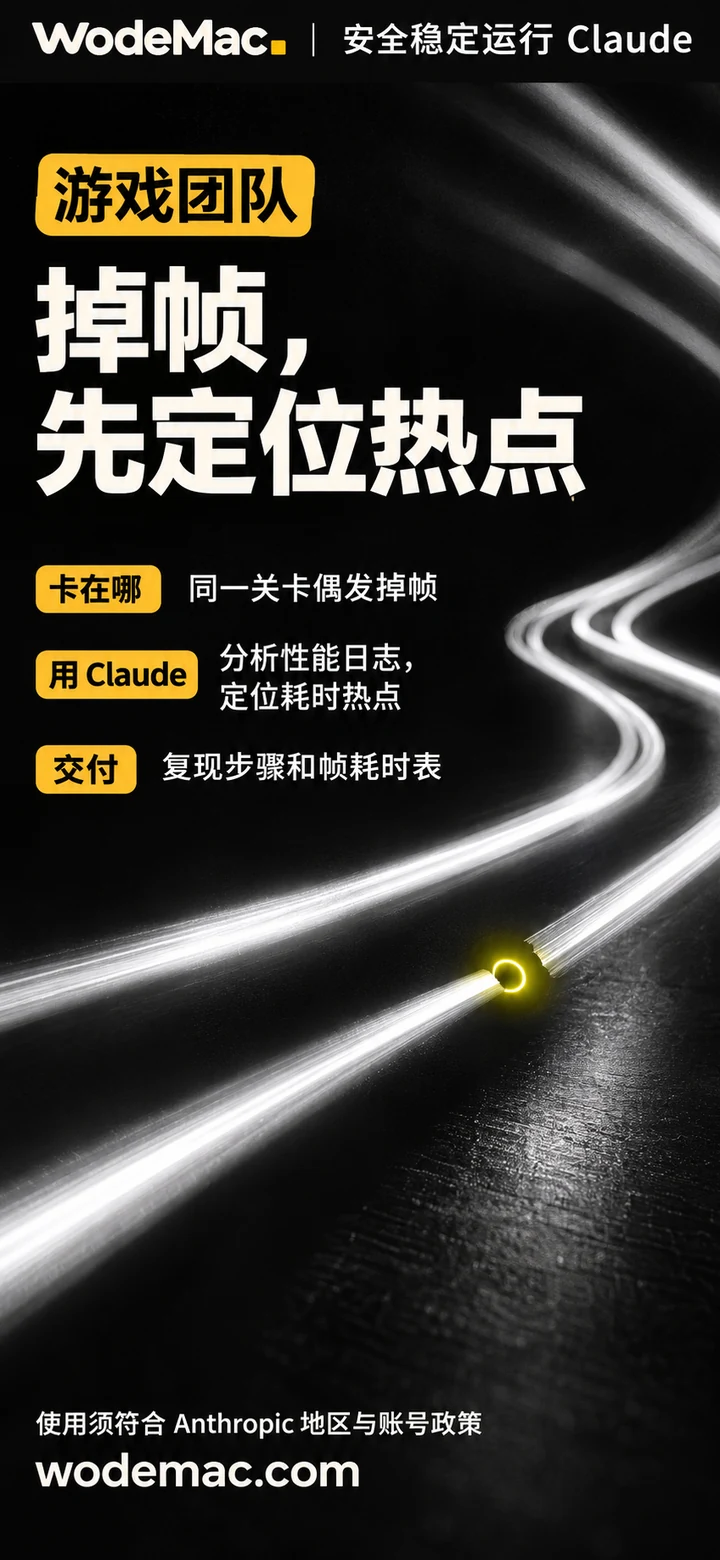 WodeMac. | 安全稳定运行 Claude
游戏团队
掉帧，
先定位热点
卡在哪 同一关卡偶发掉帧
用 Claude 分析性能日志，
定位耗时热点
交付 复现步骤和帧耗时表
使用须符合 Anthropic 地区与账号政策
wodemac.com